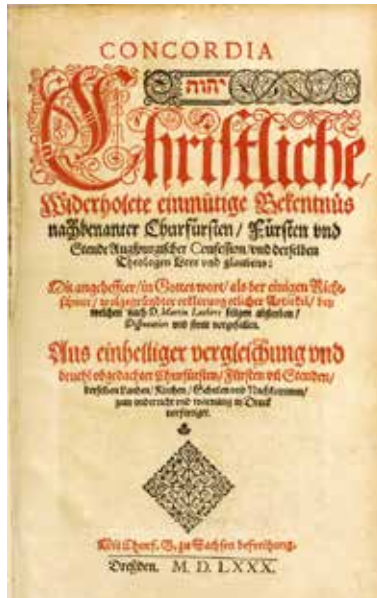 CONCORDIA
יהוה
Christliche,
Widerholete einmütige Bekentnüs
nachbenanter Churfürsten / Fürsten vnd
Stende Augspurgischer Confession / vnd derselben
Theologen Lere vnd glaubens:
Mit angeheffter / in Gottes wort / als der einigen Richt-
schnur / wolgegründter erklerung etlicher Artickel / bey
welchen nach D. Martin Luthers seligen absterben /
Disputation vnd streit vorgefallen.
Aus einhelliger vergleichung vnd
beuehl obgedachter Churfürsten / Fürsten vñ Stenden /
derselben Landen / Kirchen / Schulen vnd Nachkommen /
zum vnderricht vnd warnung in Druck
vorfertiget.
Mit Churf. G. zu Sachsen befreihung.
Dreßden. M. D. LXXX.